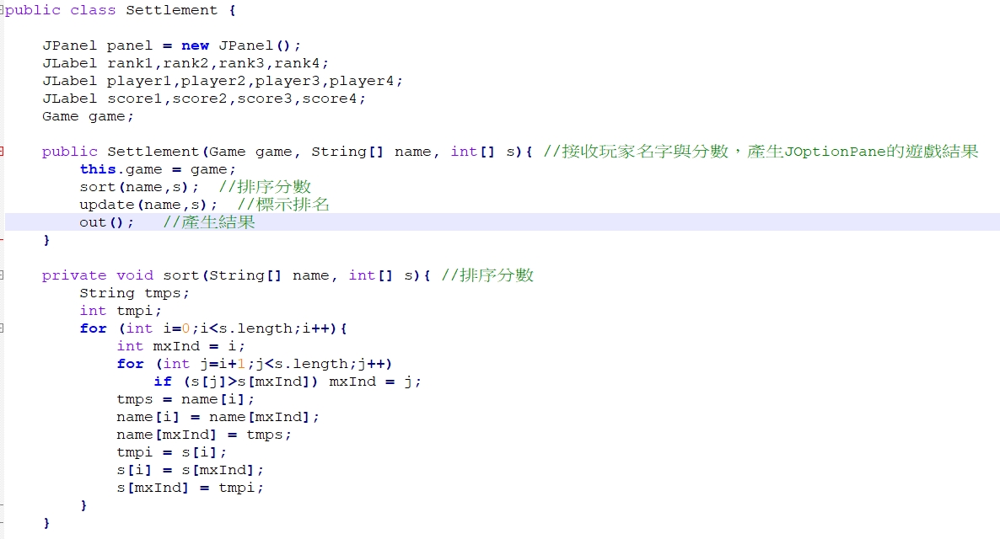 public class Settlement {
JPanel panel = new JPanel();
JLabel rank1,rank2,rank3,rank4;
JLabel player1,player2,player3,player4;
JLabel score1,score2,score3,score4;
Game game;
public Settlement(Game game, String[] name, int[] s){ //接收玩家名字與分數，產生JOptionPane的遊戲結果
this.game = game;
sort(name,s);  //排序分數
update(name,s);  //標示排名
out();   //產生結果
}
private void sort(String[] name, int[] s){ //排序分數
String tmps;
int tmpi;
for (int i=0;i<s.length;i++){
int mxInd = i;
for (int j=i+1;j<s.length;j++)
if (s[j]>s[mxInd]) mxInd = j;
tmps = name[i];
name[i] = name[mxInd];
name[mxInd] = tmps;
tmpi = s[i];
s[i] = s[mxInd];
s[mxInd] = tmpi;
}
}